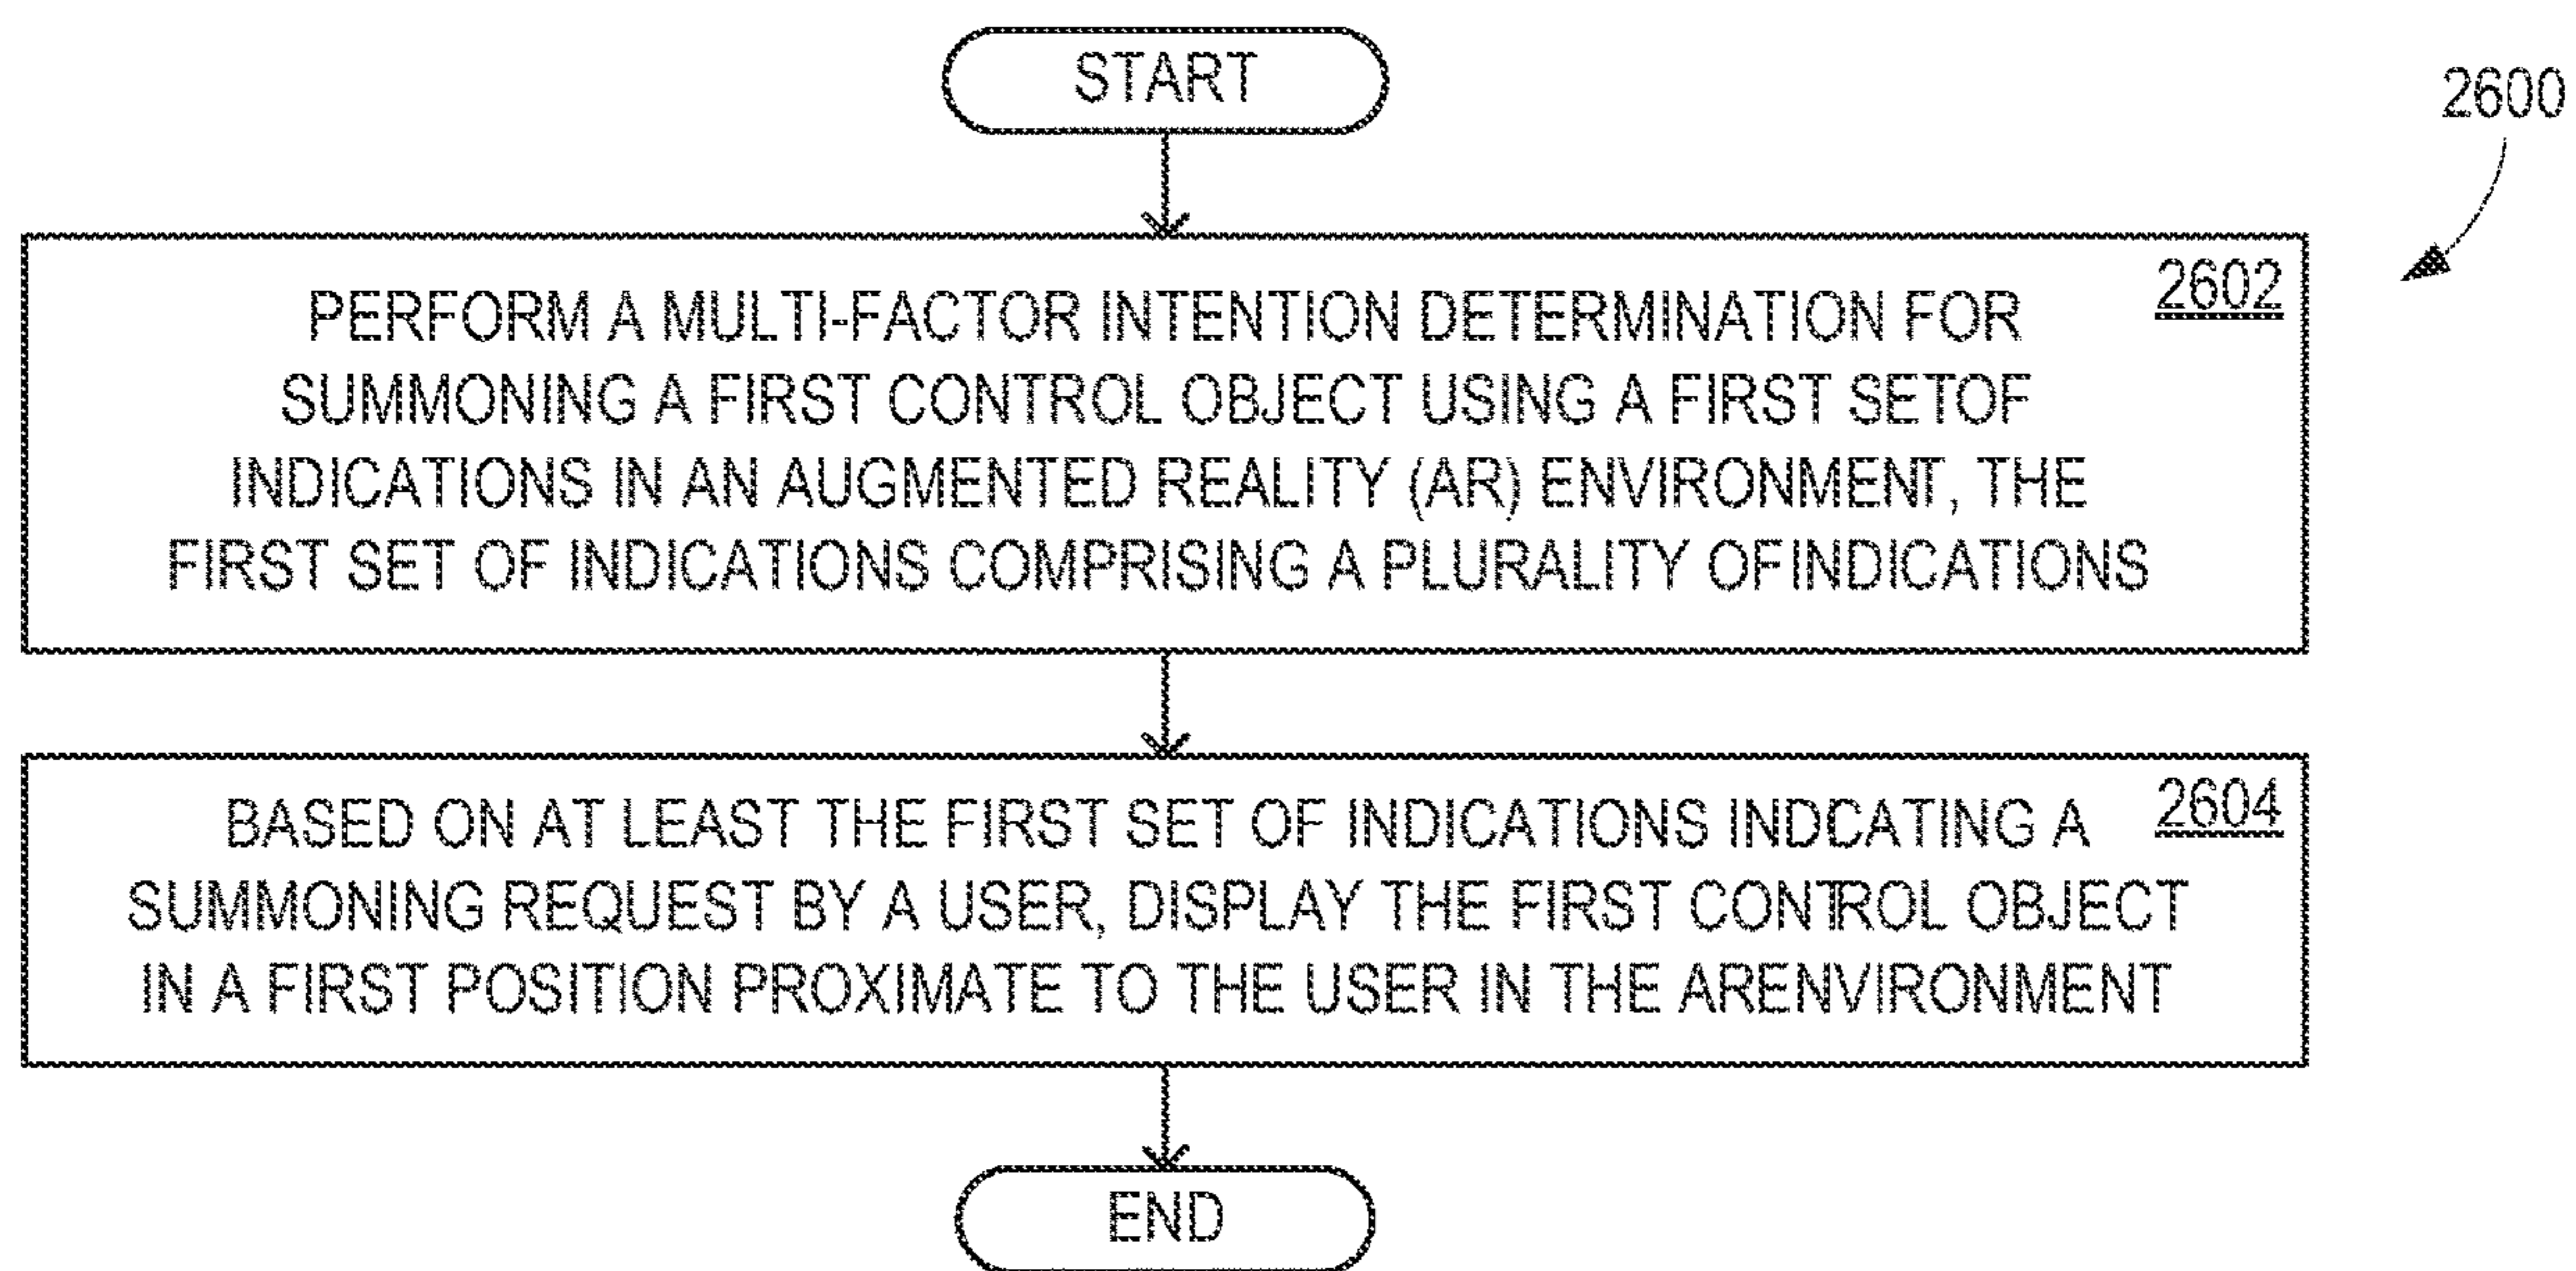 START
2600
2602
PERFORM A MULTI-FACTOR INTENTION DETERMINATION FOR
SUMMONING A FIRST CONTROL OBJECT USING A FIRST SETOF
INDICATIONS IN AN AUGMENTED REALITY (AR) ENVIRONMENT, THE
FIRST SET OF INDICATIONS COMPRISING A PLURALITY OFINDICATIONS
2604
BASED ON AT LEAST THE FIRST SET OF INDICATIONS INDICATING A
SUMMONING REQUEST BY A USER, DISPLAY THE FIRST CONTROL OBJECT
IN A FIRST POSITION PROXIMATE TO THE USER IN THE ARENVIRONMENT
END